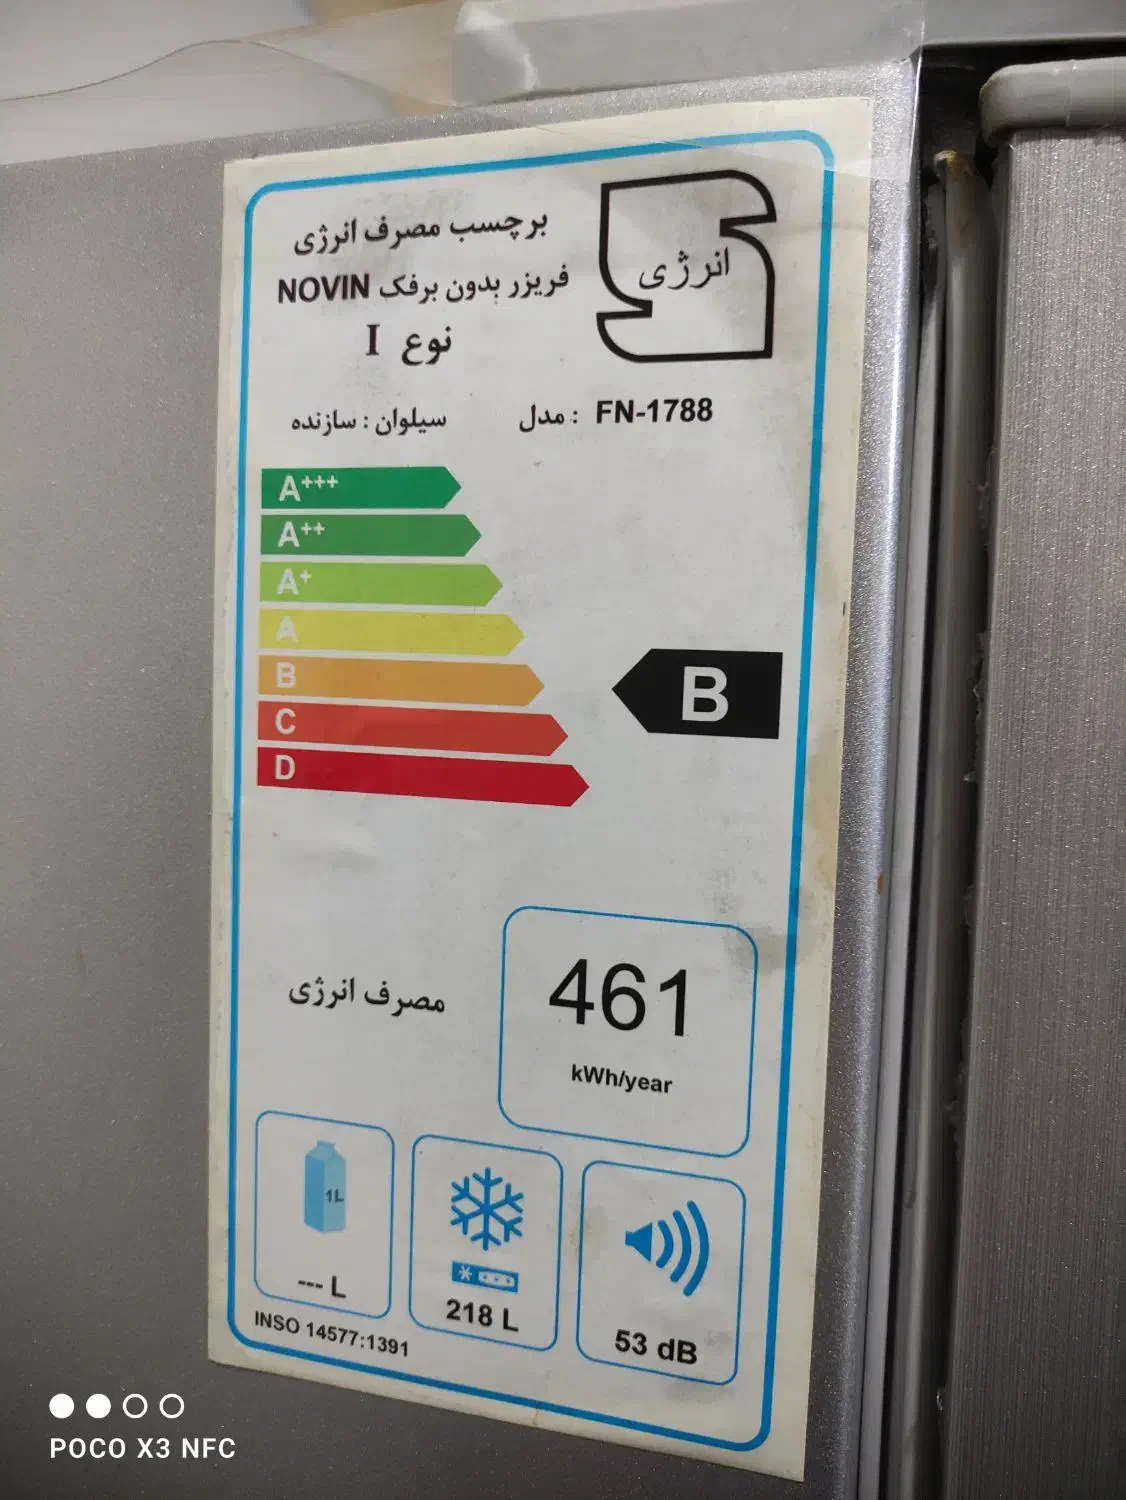 انرژی
برچسب مصرف انرژی
فریزر بدون برفک NOVIN
نوع I
FN-1788 : مدل
سیلوان : سازنده
A+++
A++
A+
A
B
C
D
B
مصرف انرژی
461
kWh/year
1L
--- L
218 L
53 dB
INSO 14577:1391
POCO X3 NFC